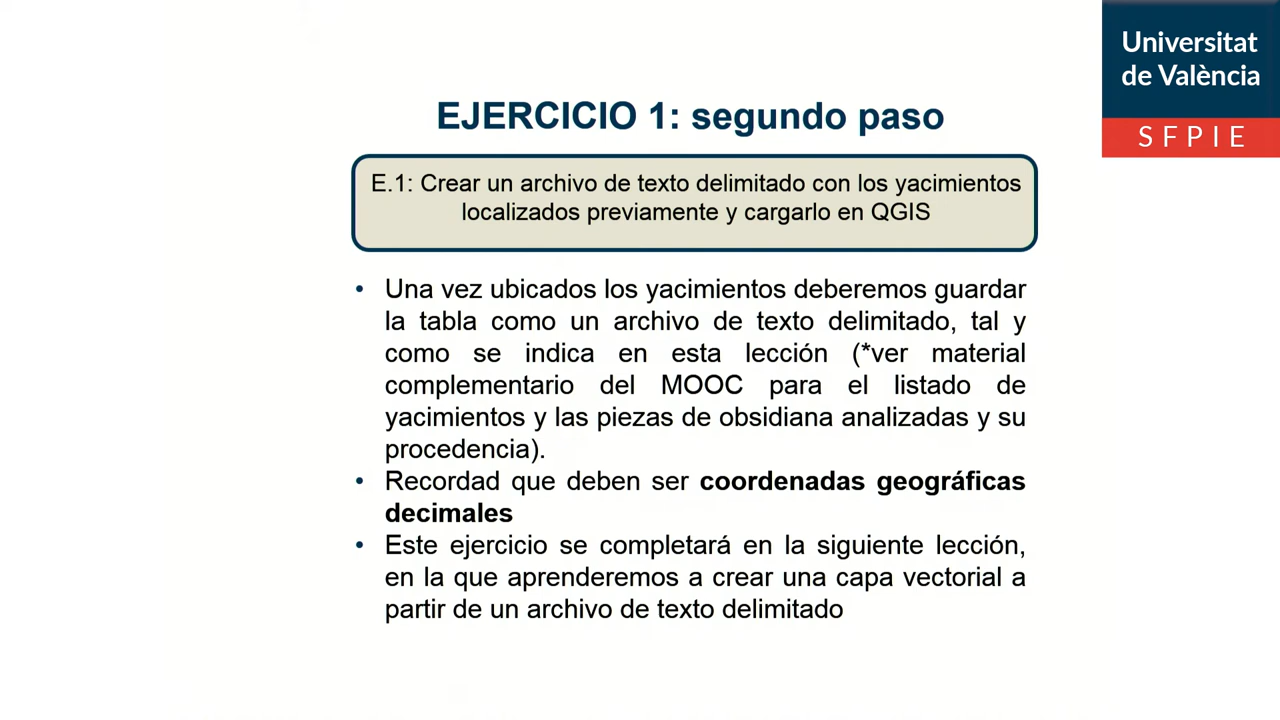 Universitat
de València
SFPIE
EJERCICIO 1: segundo paso
E.1: Crear un archivo de texto delimitado con los yacimientos
localizados previamente y cargarlo en QGIS
• Una vez ubicados los yacimientos deberemos guardar
la tabla como un archivo de texto delimitado, tal y
como se indica en esta lección (*ver material
complementario del MOOC para el listado de
yacimientos y las piezas de obsidiana analizadas y su
procedencia).
• Recordad que deben ser coordenadas geográficas
decimales
• Este ejercicio se completará en la siguiente lección,
en la que aprenderemos a crear una capa vectorial a
partir de un archivo de texto delimitado